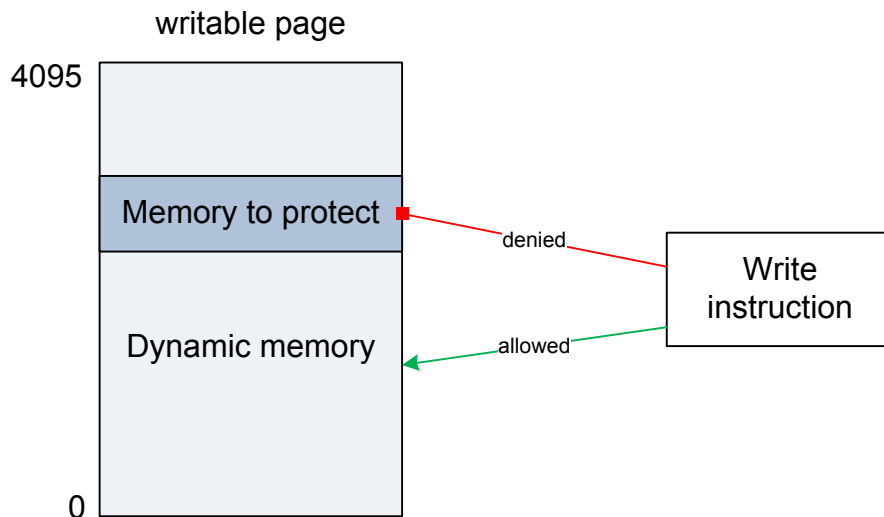 writable page
4095
Memory to protect
denied
Write
instruction
Dynamic memory
allowed
0